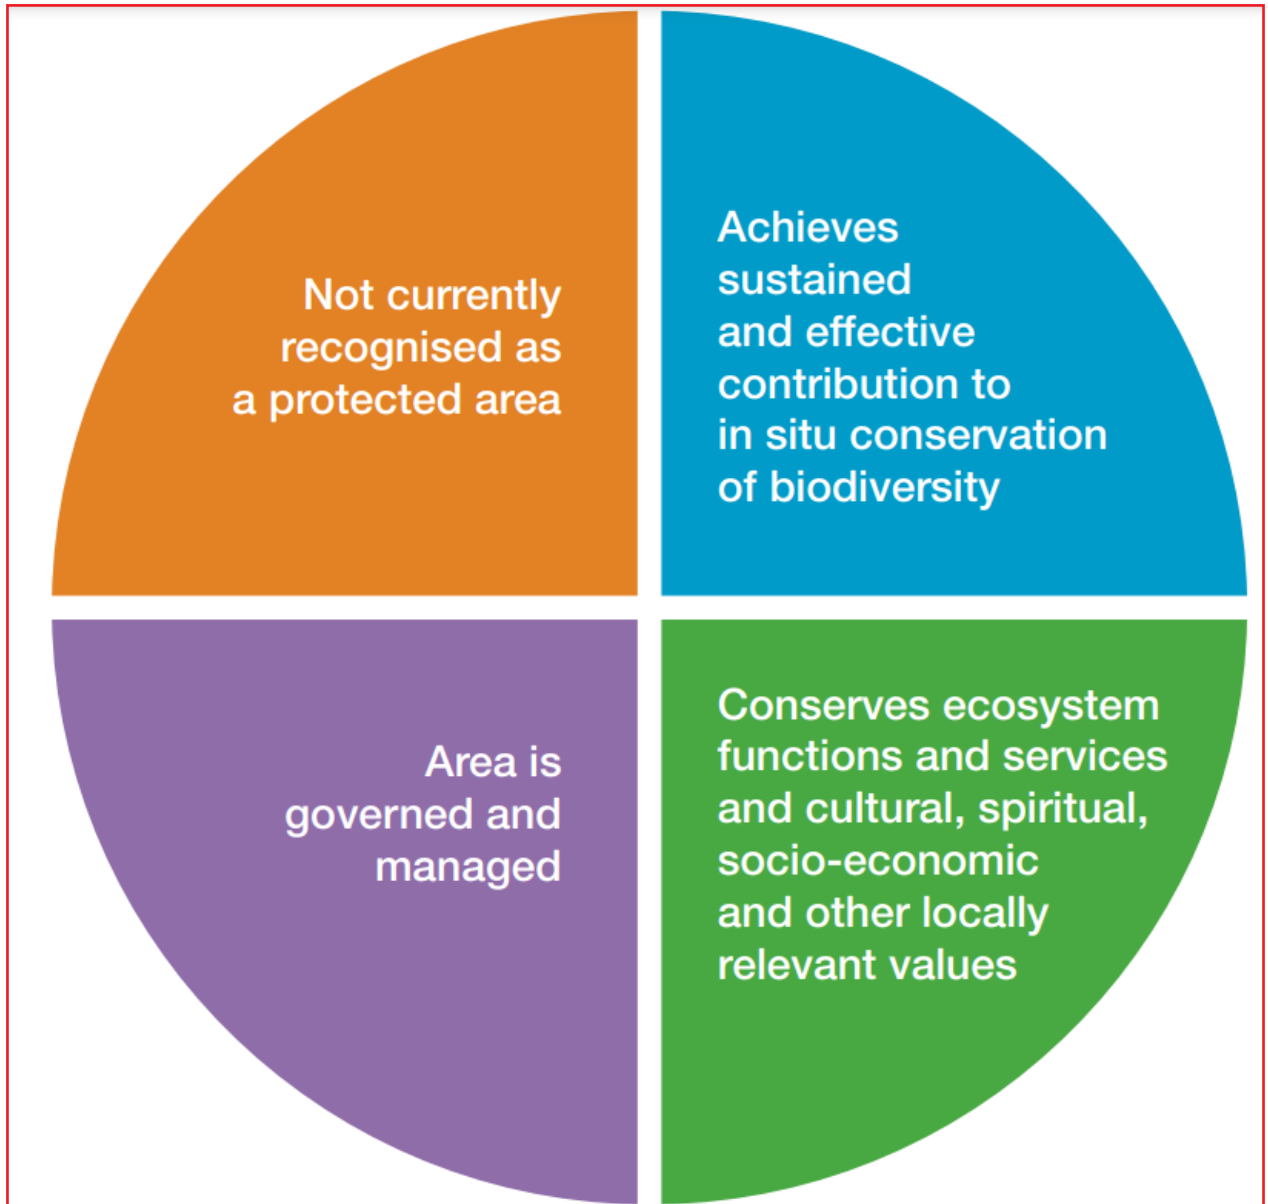 Not currently
recognised as
a protected area
Achieves
sustained
and effective
contribution to
in situ conservation
of biodiversity
Area is
governed and
managed
Conserves ecosystem
functions and services
and cultural, spiritual,
socio-economic
and other locally
relevant values